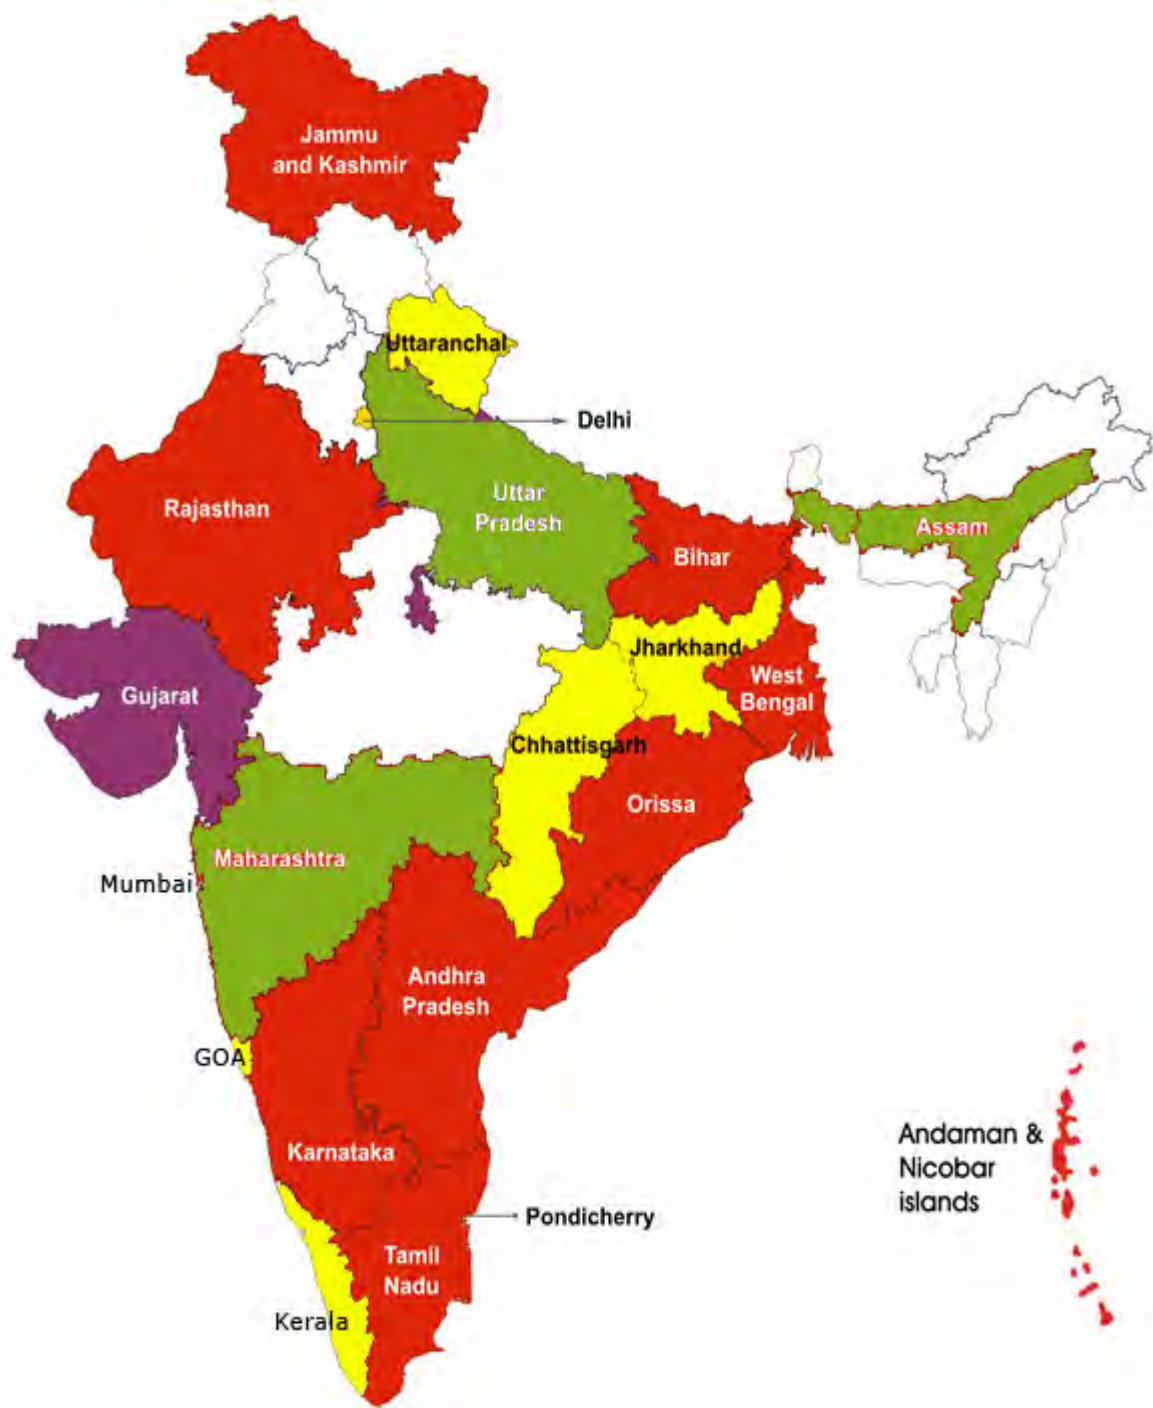 Jammu
and Kashmir
Uttaranchal
Delhi
Rajasthan
Uttar
Pradesh
Assam
Bihar
Jharkhand
Gujarat
West
Bengal
Chhattisgarh
Orissa
Maharashtra
Mumbai
Andhra
Pradesh
GOA
Karnataka
Andaman &
Nicobar
islands
Pondicherry
Tamil
Nadu
Kerala